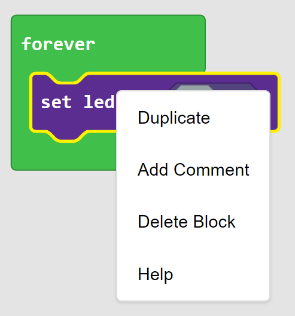 forever
set led
Duplicate
Add Comment
Delete Block
Help